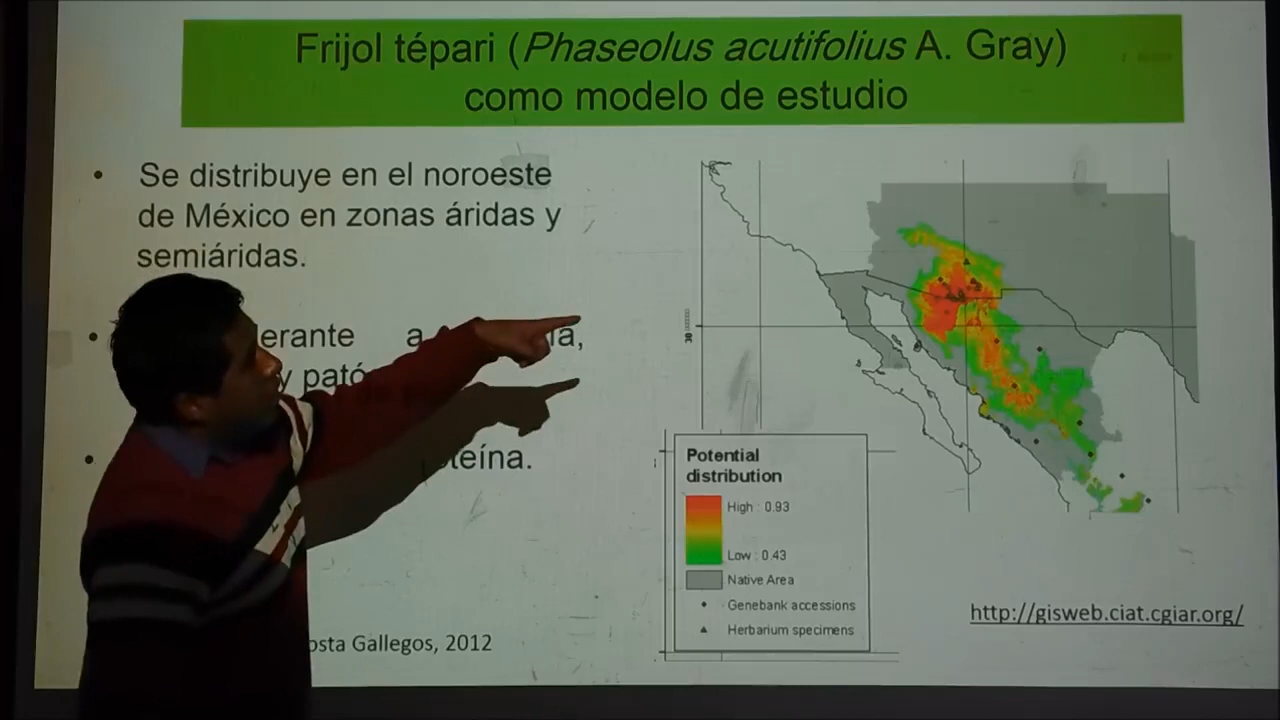 Frijol tépari (Phaseolus acutifolius A. Gray)
como modelo de estudio
• Se distribuye en el noroeste
de México en zonas áridas y
semiáridas.
• erante a ía,
y pató
• teína.
osta Gallegos, 2012
30
Potential
distribution
High : 0.93
Low : 0.43
Native Area
Genebank accessions
Herbarium specimens
http://gisweb.ciat.cgiar.org/